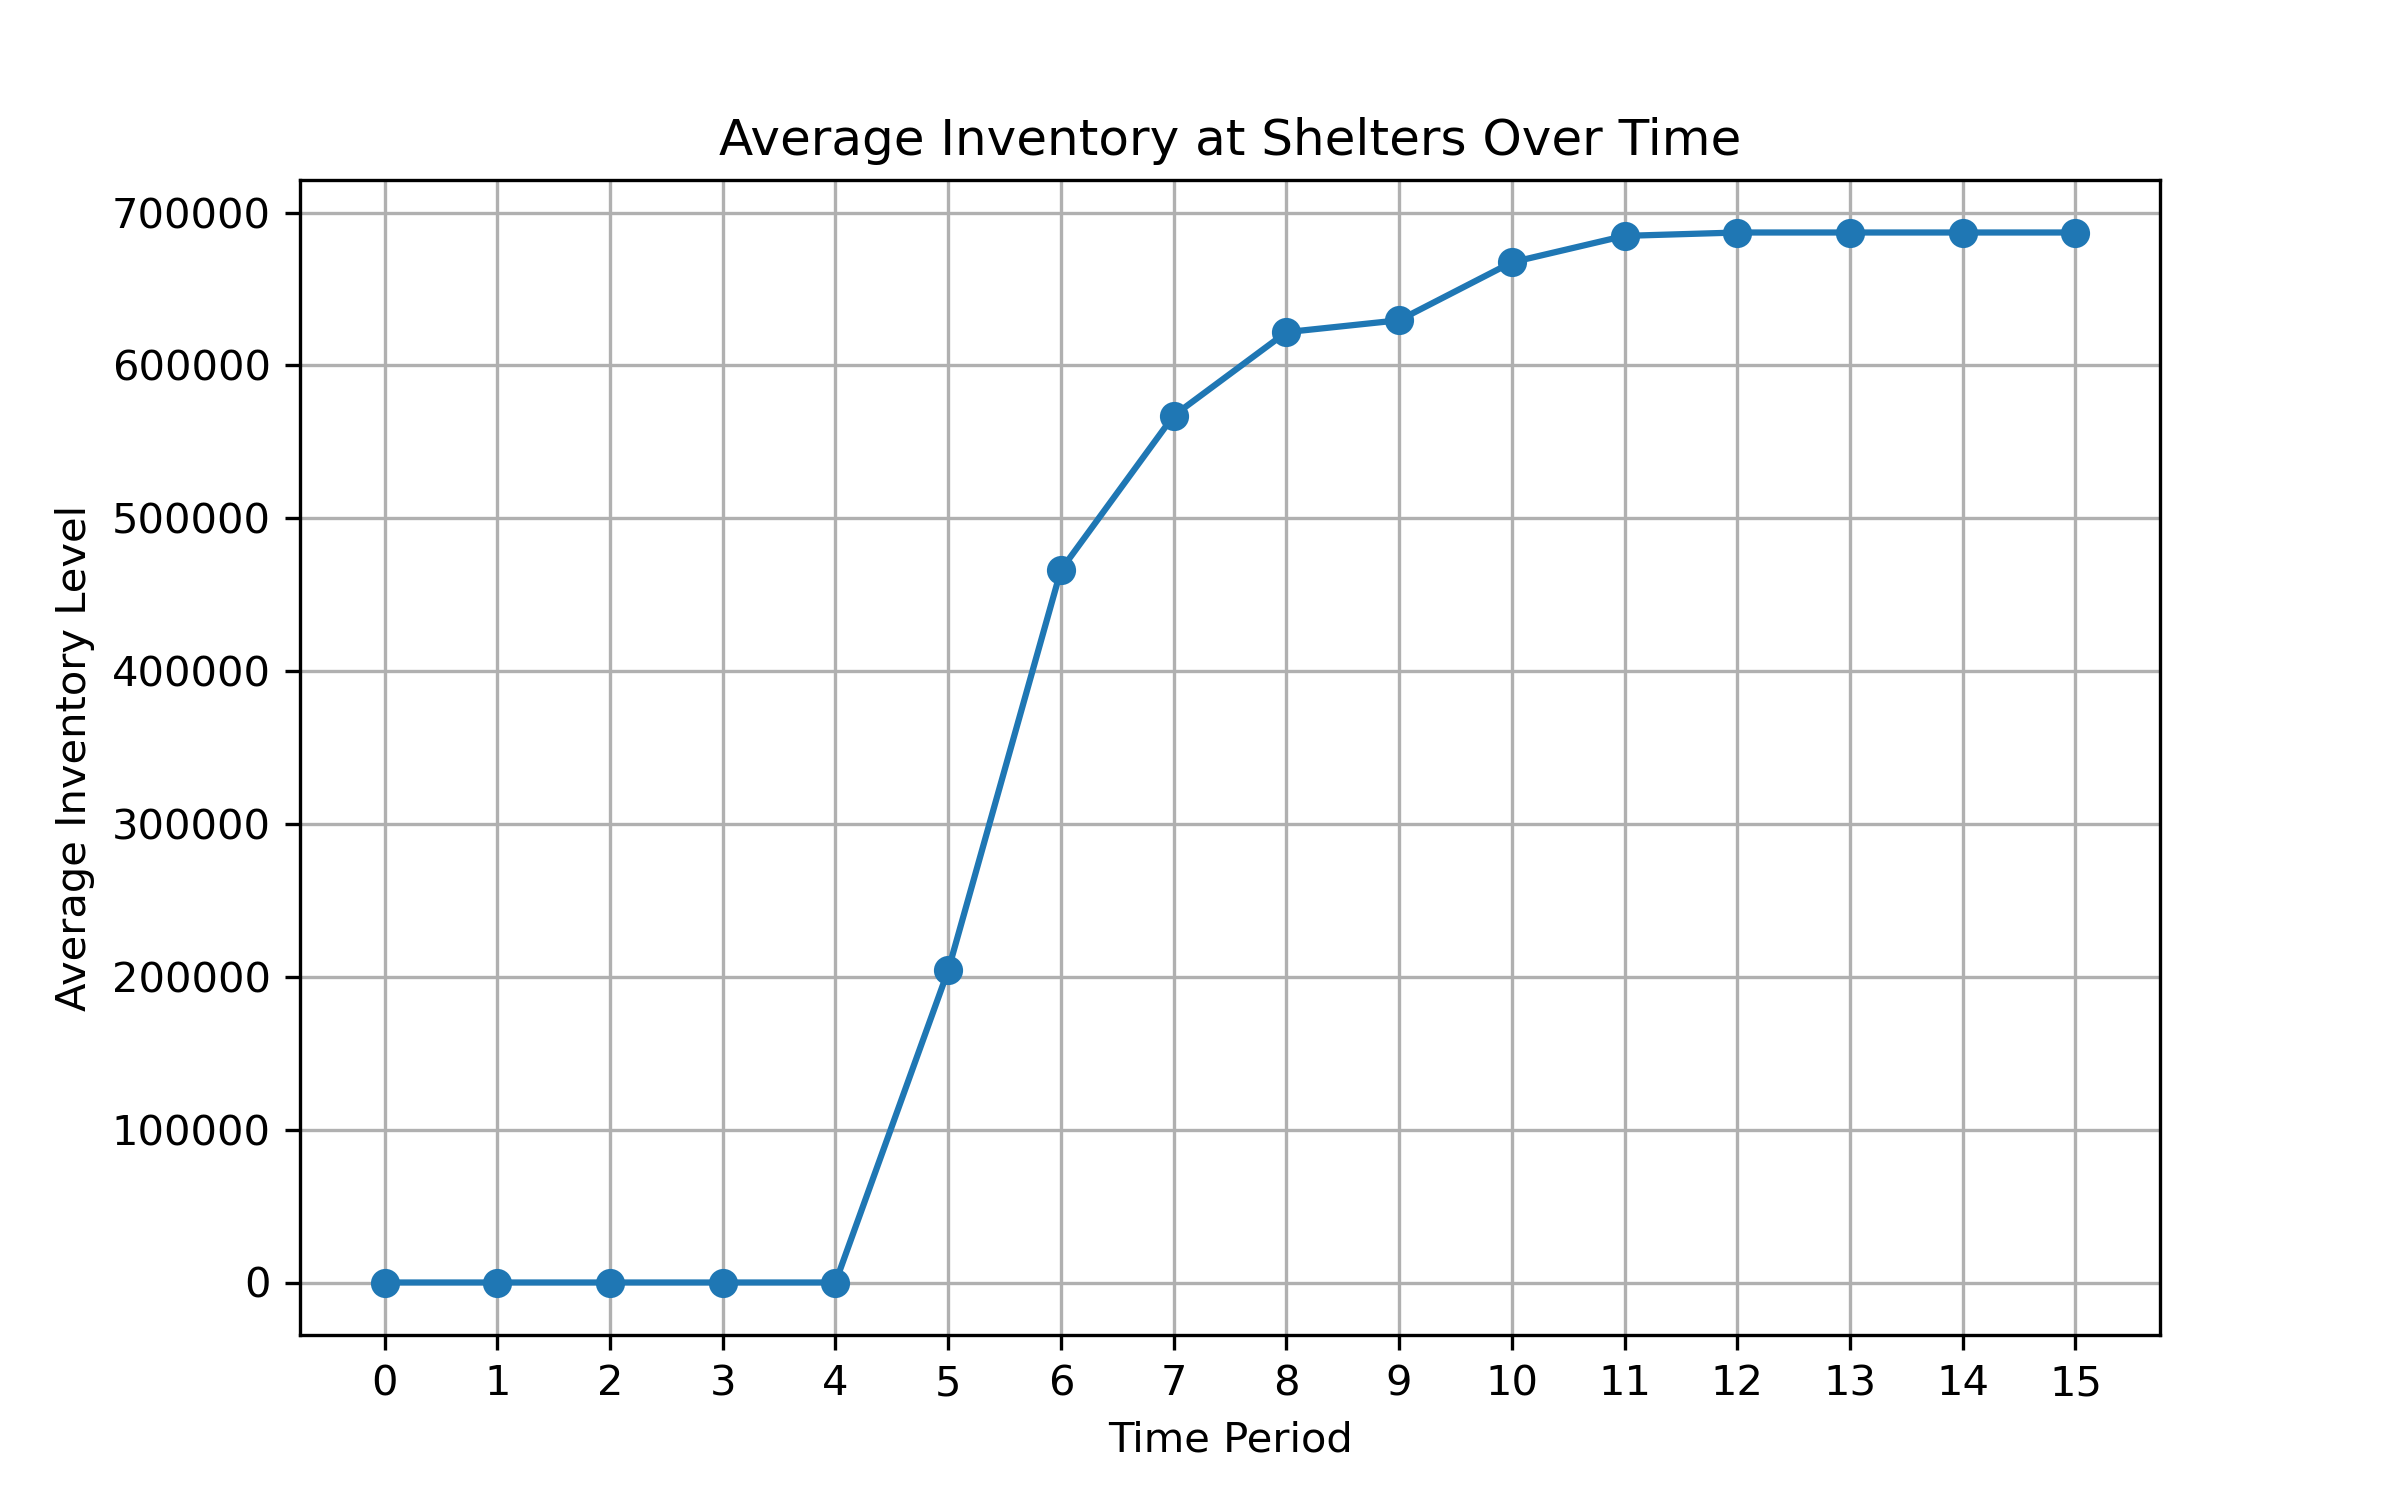 Average Inventory at Shelters Over Time
Average Inventory Level
700000
600000
500000
400000
300000
200000
100000
0
0 1 2 3 4 5 6 7 8 9 10 11 12 13 14 15
Time Period